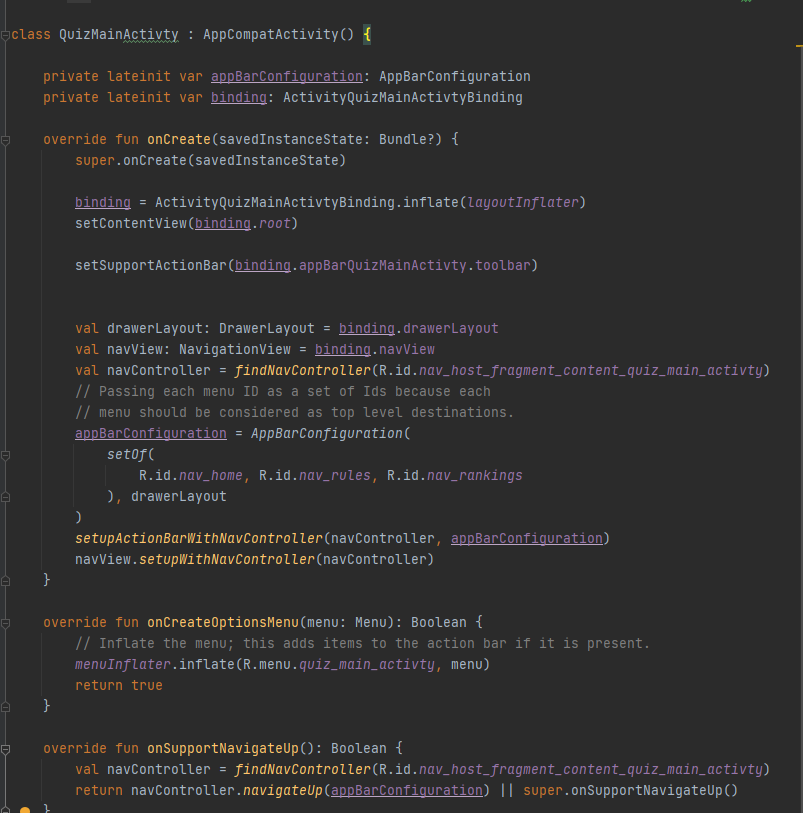 class QuizMainActivty : AppCompatActivity() {
private lateinit var appBarConfiguration: AppBarConfiguration
private lateinit var binding: ActivityQuizMainActivtyBinding
override fun onCreate(savedInstanceState: Bundle?) {
super.onCreate(savedInstanceState)
binding = ActivityQuizMainActivtyBinding.inflate(layoutInflater)
setContentView(binding.root)
setSupportActionBar(binding.appBarQuizMainActivty.toolbar)
val drawerLayout: DrawerLayout = binding.drawerLayout
val navView: NavigationView = binding.navView
val navController = findNavController(R.id.nav_host_fragment_content_quiz_main_activty)
// Passing each menu ID as a set of Ids because each
// menu should be considered as top level destinations.
appBarConfiguration = AppBarConfiguration(
setOf(
R.id.nav_home, R.id.nav_rules, R.id.nav_rankings
), drawerLayout
)
setupActionBarWithNavController(navController, appBarConfiguration)
navView.setupWithNavController(navController)
}
override fun onCreateOptionsMenu(menu: Menu): Boolean {
// Inflate the menu; this adds items to the action bar if it is present.
menuInflater.inflate(R.menu.quiz_main_activty, menu)
return true
}
override fun onSupportNavigateUp(): Boolean {
val navController = findNavController(R.id.nav_host_fragment_content_quiz_main_activty)
return navController.navigateUp(appBarConfiguration) || super.onSupportNavigateUp()
}